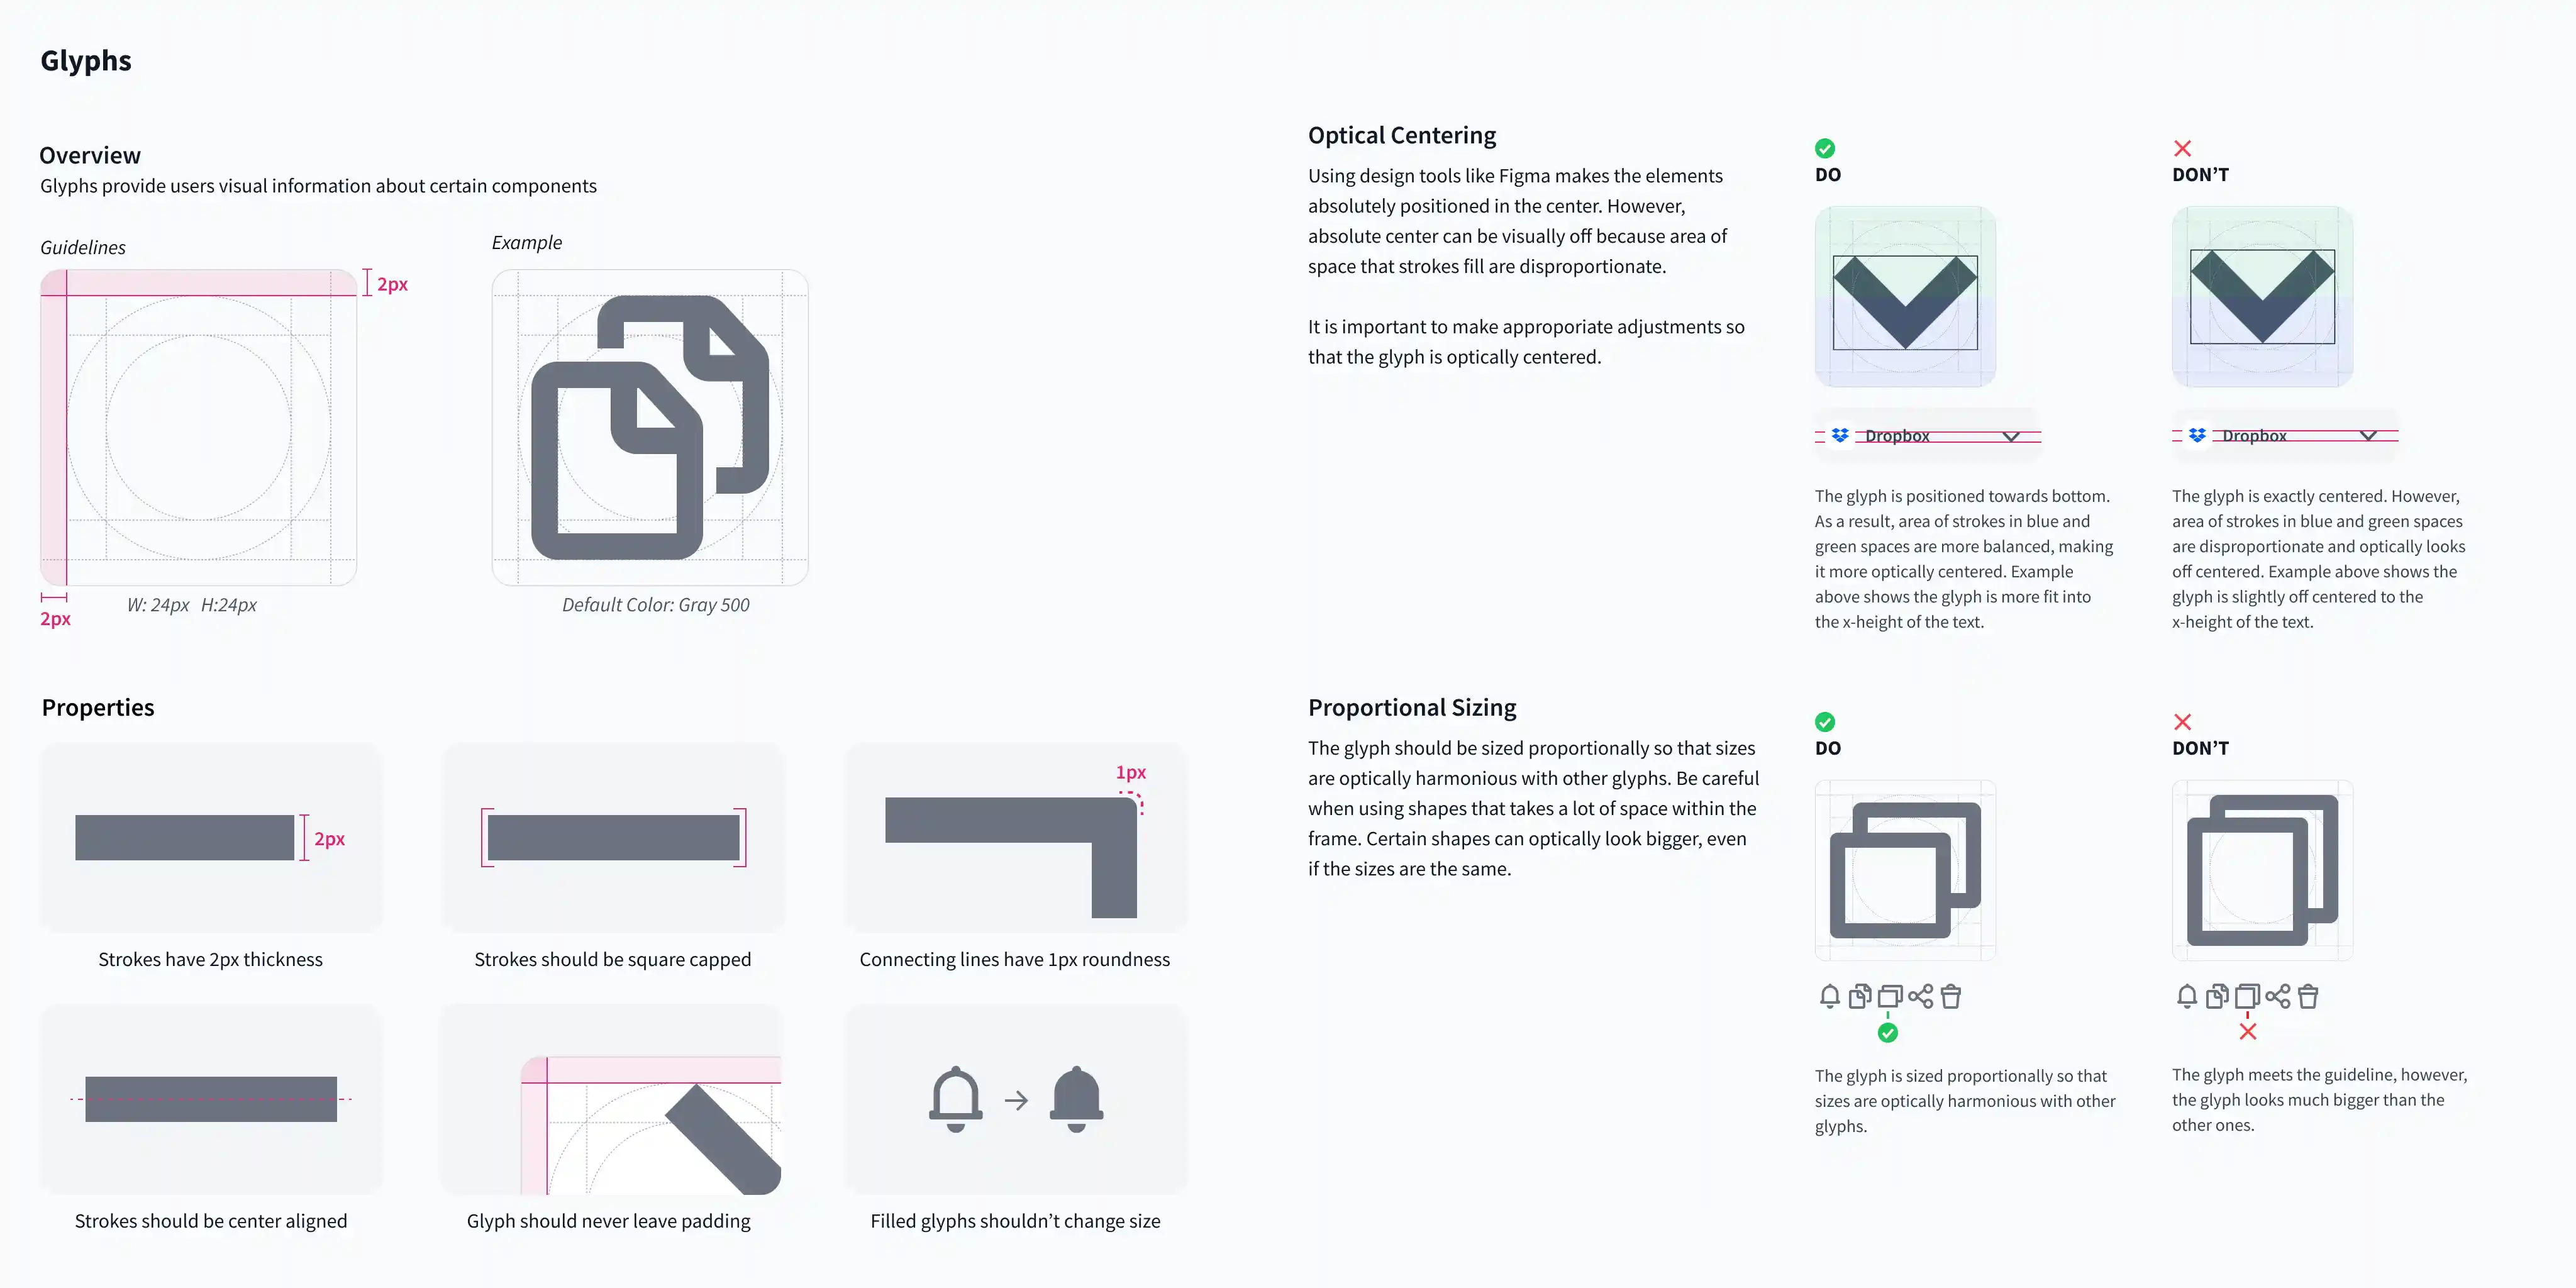 Glyphs
Overview
Glyphs provide users visual information about certain components
Guidelines
2px
2px
W: 24px H:24px
Example
Default Color: Gray 500
Properties
2px
Strokes have 2px thickness
Strokes should be square capped
1px
Connecting lines have 1px roundness
Strokes should be center aligned
Glyph should never leave padding
Filled glyphs shouldn’t change size
Optical Centering
Using design tools like Figma makes the elements
absolutely positioned in the center. However,
absolute center can be visually off because area of
space that strokes fill are disproportionate.
It is important to make approporiate adjustments so
that the glyph is optically centered.
DO
Dropbox
The glyph is positioned towards bottom.
As a result, area of strokes in blue and
green spaces are more balanced, making
it more optically centered. Example
above shows the glyph is more fit into
the x-height of the text.
DON’T
Dropbox
The glyph is exactly centered. However,
area of strokes in blue and green spaces
are disproportionate and optically looks
off centered. Example above shows the
glyph is slightly off centered to the
x-height of the text.
Proportional Sizing
The glyph should be sized proportionally so that sizes
are optically harmonious with other glyphs. Be careful
when using shapes that takes a lot of space within the
frame. Certain shapes can optically look bigger, even
if the sizes are the same.
DO
The glyph is sized proportionally so that
sizes are optically harmonious with other
glyphs.
DON’T
The glyph meets the guideline, however,
the glyph looks much bigger than the
other ones.